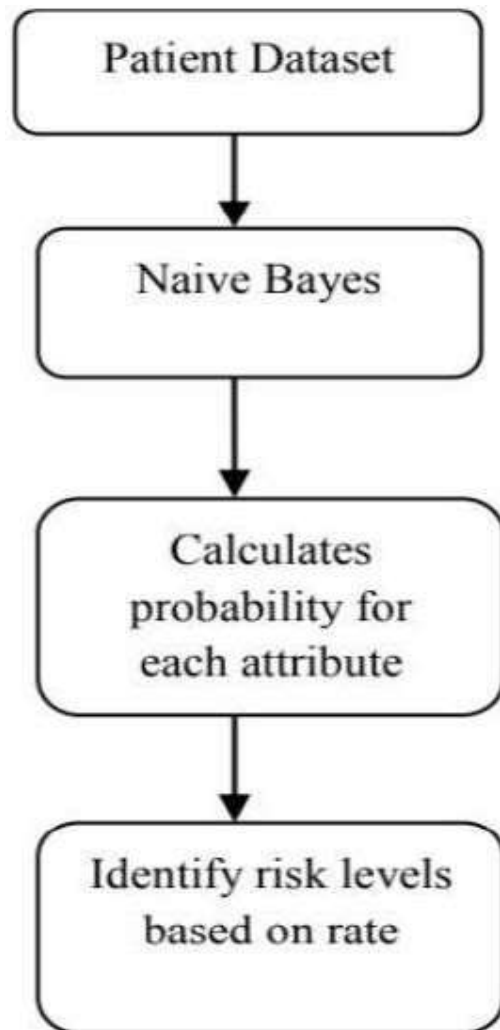 Patient Dataset
Naive Bayes
Calculates
probability for
each attribute
Identify risk levels
based on rate